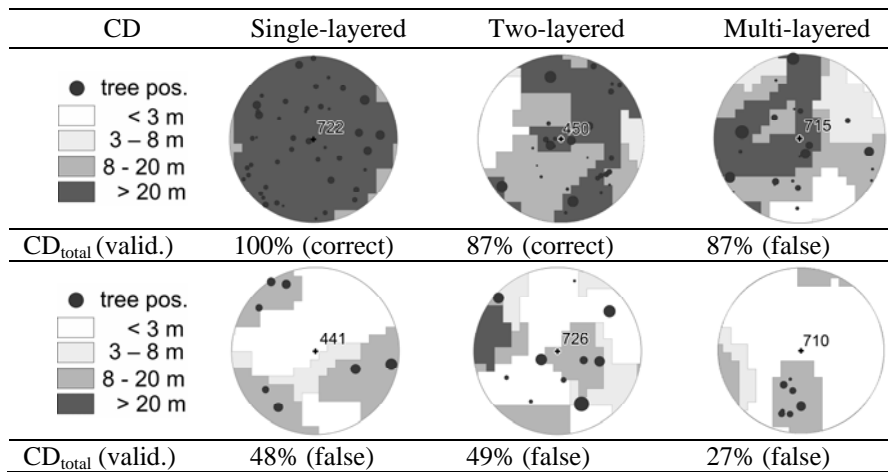 CD Single-layered Two-layered Multi-layered
tree pos.
< 3 m
3 – 8 m
8 - 20 m
> 20 m
722
450
715
CD_total (valid.) 100% (correct) 87% (correct) 87% (false)
tree pos.
< 3 m
3 – 8 m
8 - 20 m
> 20 m
441
726
710
CD_total (valid.) 48% (false) 49% (false) 27% (false)